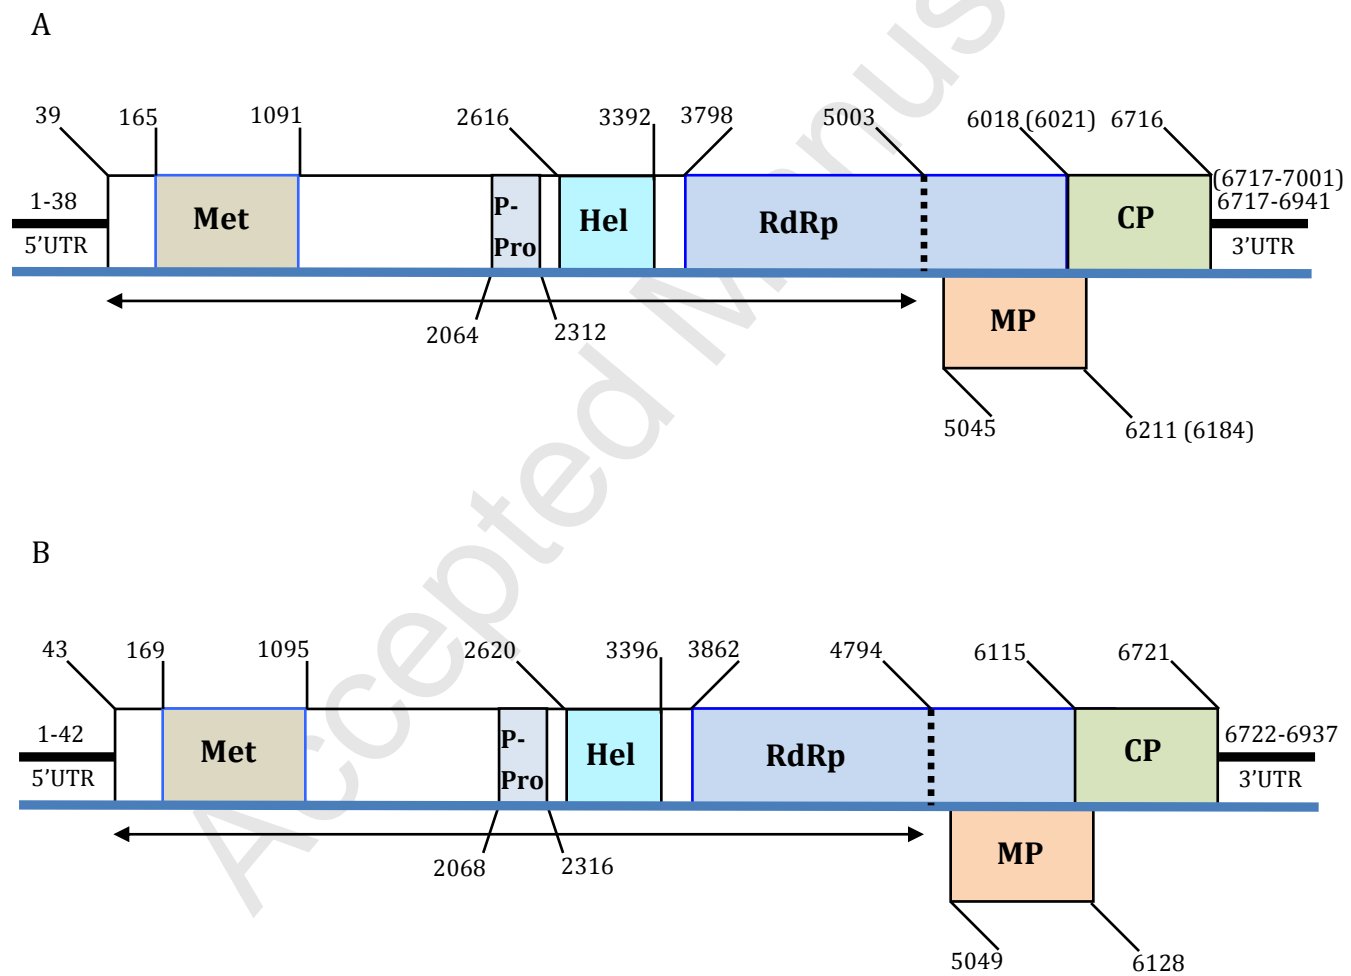 A
39 165 1091 2616 3392 3798 5003 6018 (6021) 6716
(6717-7001)
1-38 6717-6941
Met P-Pro Hel RdRp CP
5'UTR 3'UTR
MP
2064 2312
5045 6211 (6184)
B
43 169 1095 2620 3396 3862 4794 6115 6721
1-42 6722-6937
Met P-Pro Hel RdRp CP
5'UTR 3'UTR
MP
2068 2316
5049 6128
Accepted Manus